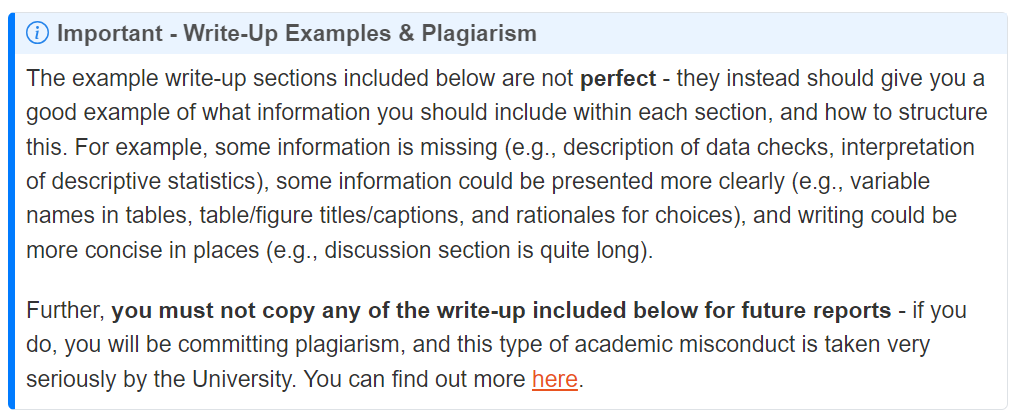 Important - Write-Up Examples & Plagiarism
The example write-up sections included below are not perfect - they instead should give you a
good example of what information you should include within each section, and how to structure
this. For example, some information is missing (e.g., description of data checks, interpretation
of descriptive statistics), some information could be presented more clearly (e.g., variable
names in tables, table/figure titles/captions, and rationales for choices), and writing could be
more concise in places (e.g., discussion section is quite long).
Further, you must not copy any of the write-up included below for future reports - if you
do, you will be committing plagiarism, and this type of academic misconduct is taken very
seriously by the University. You can find out more here.